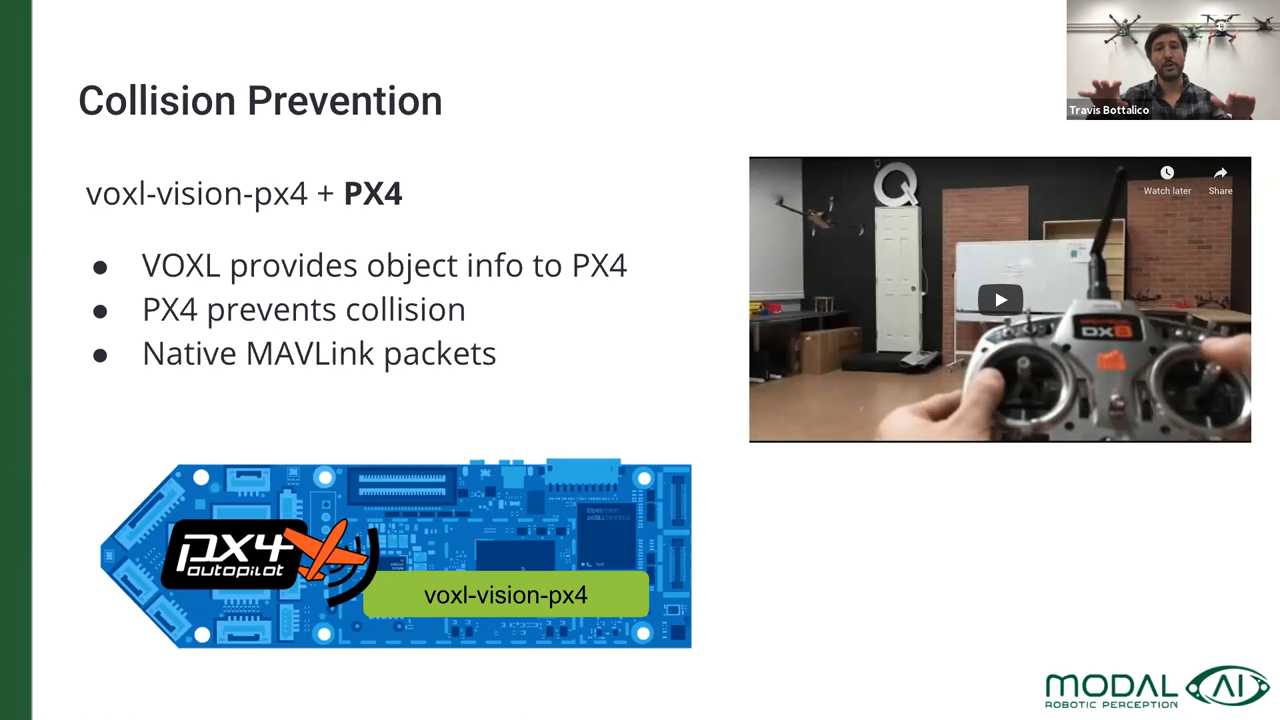 Collision Prevention
Travis Bottalico
voxl-vision-px4 + PX4
● VOXL provides object info to PX4
● PX4 prevents collision
● Native MAVLink packets
Watch later
Share
Q
DX8
px4
autopilot
voxl-vision-px4
MODAL AI
ROBOTIC PERCEPTION